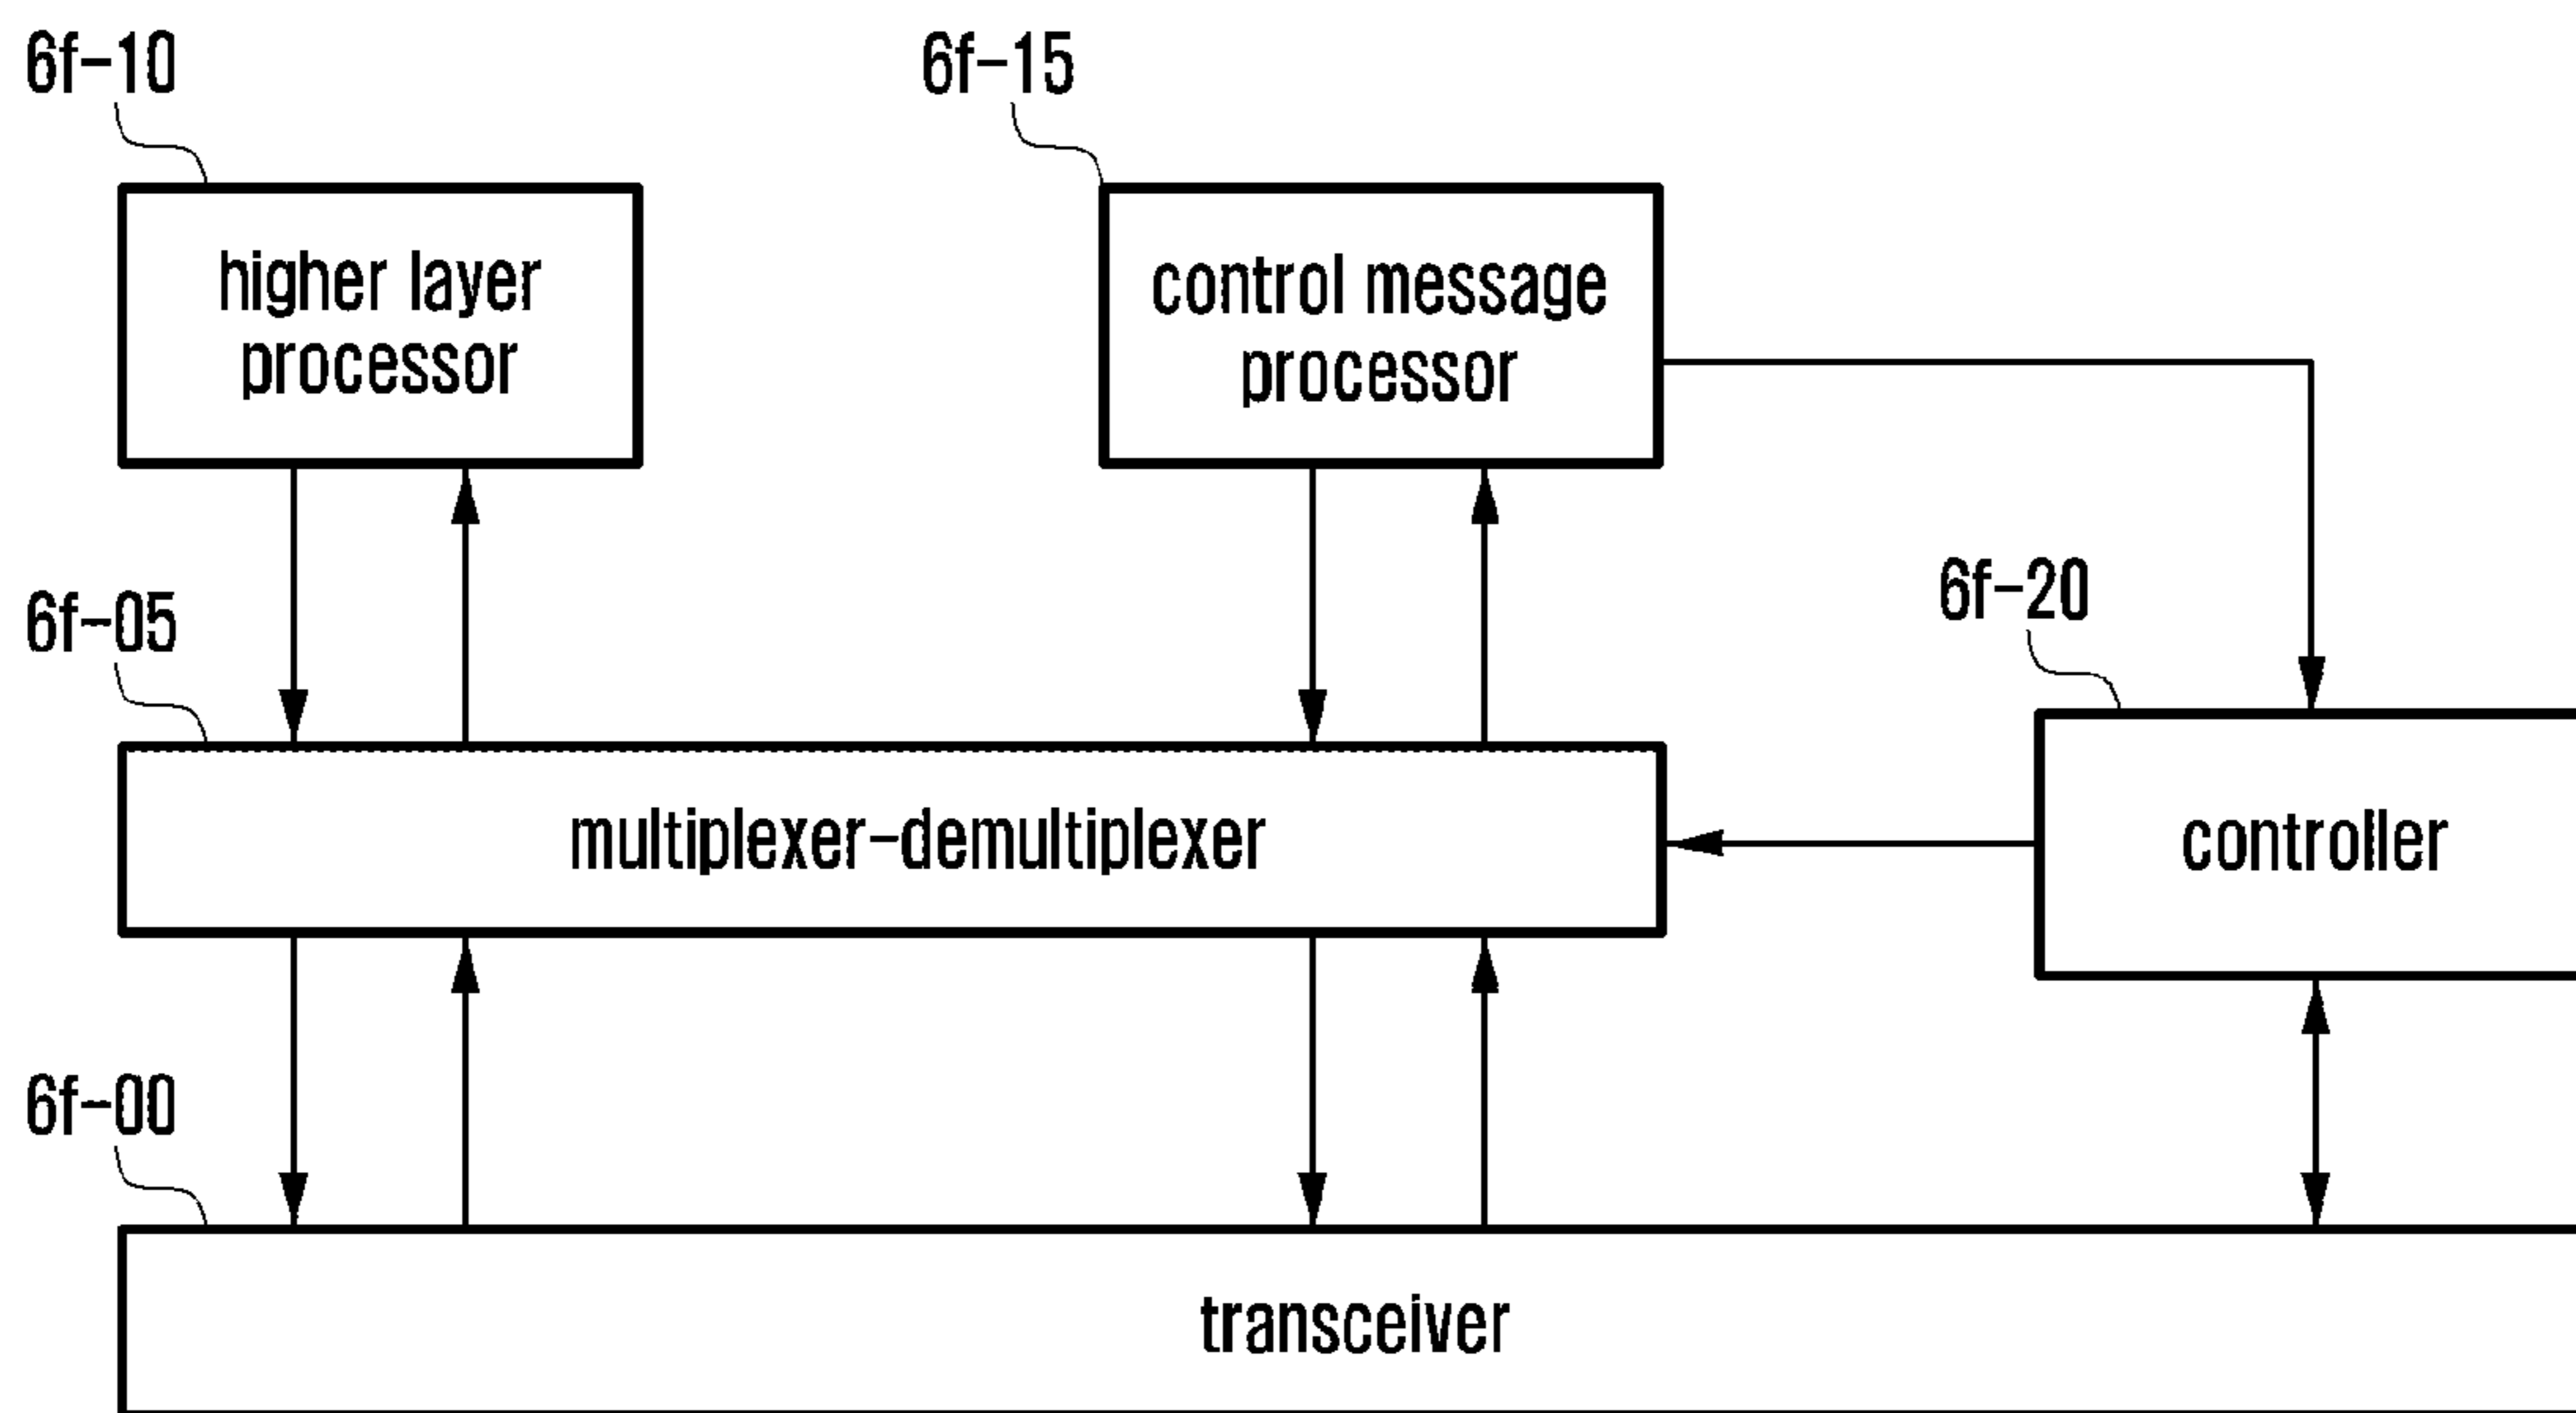 6f-10
6f-15
higher layer
processor
control message
processor
6f-05
6f-20
multiplexer-demultiplexer
controller
6f-00
transceiver